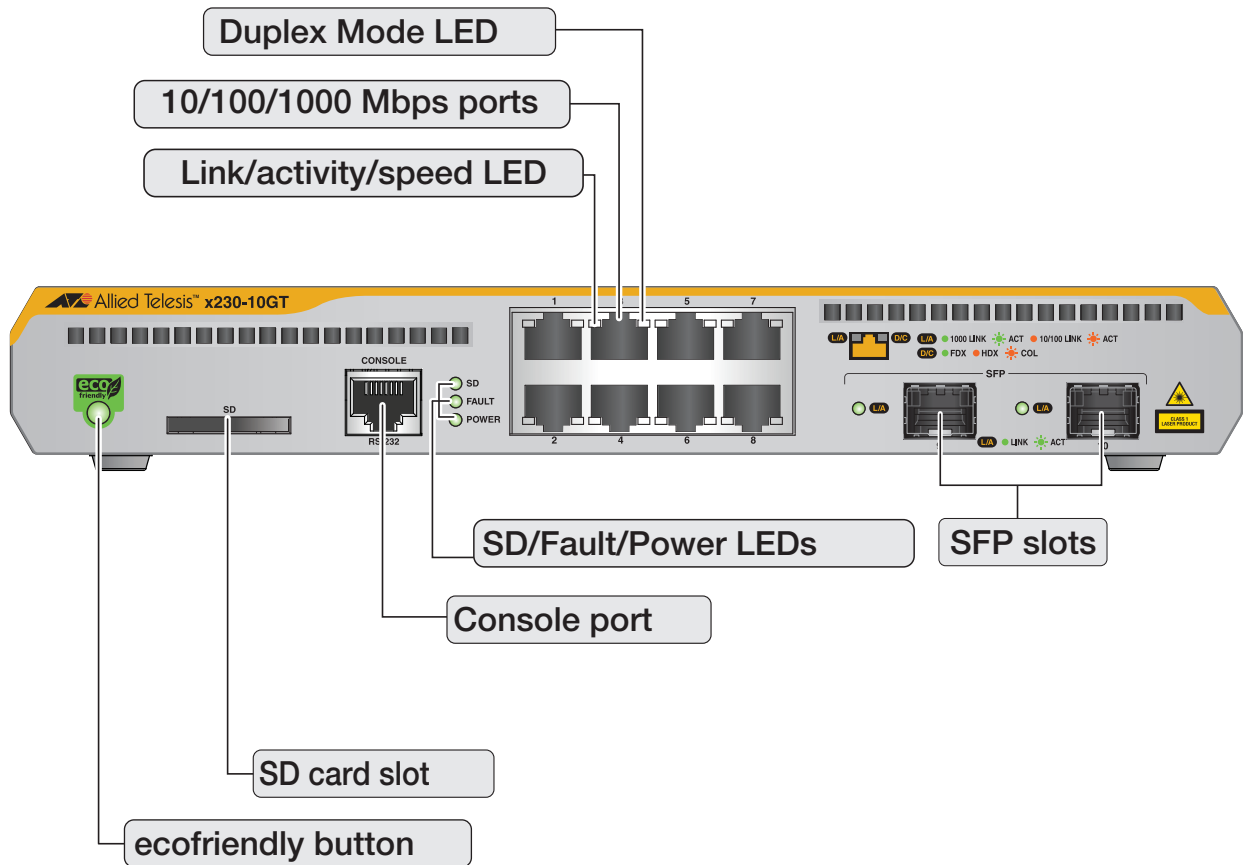 Duplex Mode LED
10/100/1000 Mbps ports
Link/activity/speed LED
Allied Telesis™ x230-10GT
1 3 5 7
L/A D/C L/A 1000 LINK ACT 10/100 LINK ACT
D/C FDX HDX COL
SFP
CONSOLE
eco
friendly
SD
FAULT
POWER
SD
RS232
L/A
L/A
CLASS 1
LASER PRODUCT
2 4 6 8
L/A LINK ACT
SD/Fault/Power LEDs
SFP slots
Console port
SD card slot
ecofriendly button